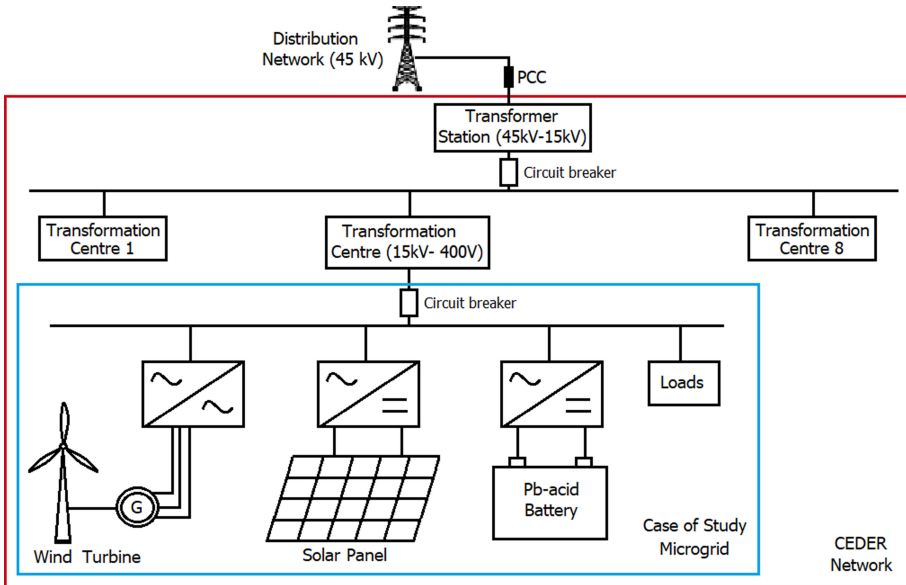 Distribution
Network (45 kV)
PCC
Transformer
Station (45kV-15kV)
Circuit breaker
Transformation
Centre 1
Transformation
Centre (15kV- 400V)
Transformation
Centre 8
Circuit breaker
Loads
G
Pb-acid
Battery
Wind Turbine
Solar Panel
Case of Study
Microgrid
CEDER
Network